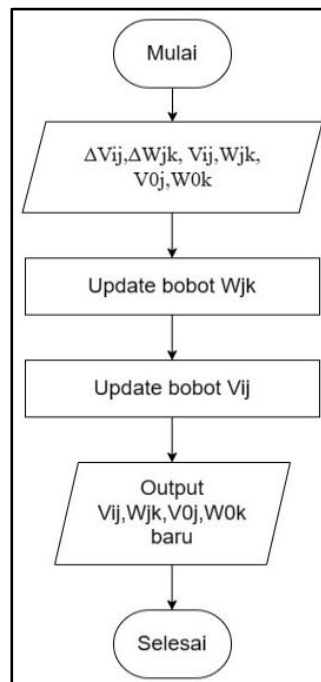 Mulai
ΔVij,ΔWjk, Vij,Wjk,
V0j,W0k
Update bobot Wjk
Update bobot Vij
Output
Vij,Wjk,V0j,W0k
baru
Selesai